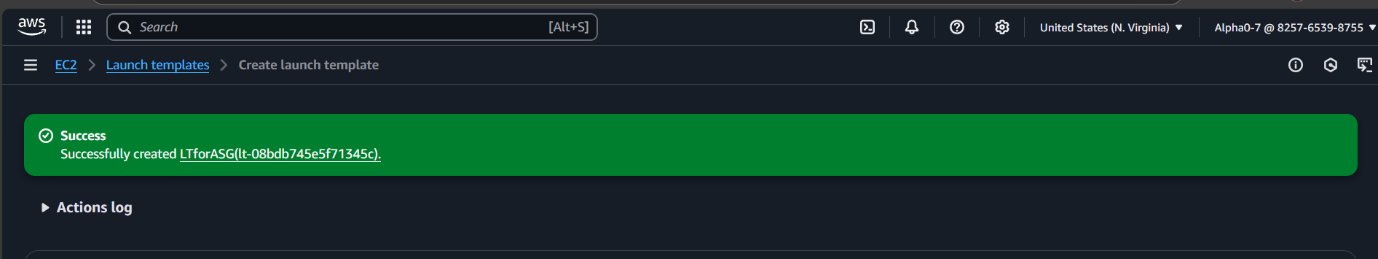 aws
Search [Alt+S] United States (N. Virginia) Alpha0-7 @ 8257-6539-8755
EC2 > Launch templates > Create launch template
Success
Successfully created LTforASG(lt-08bdb745e5f71345c).
Actions log